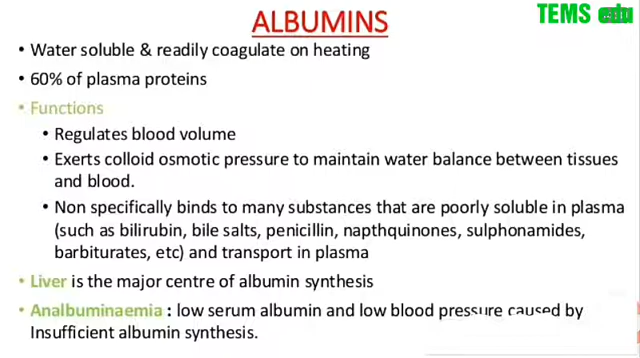 ALBUMINS
TEMS edu
• Water soluble & readily coagulate on heating
• 60% of plasma proteins
• Functions
• Regulates blood volume
• Exerts colloid osmotic pressure to maintain water balance between tissues
and blood.
• Non specifically binds to many substances that are poorly soluble in plasma
(such as bilirubin, bile salts, penicillin, napthquinones, sulphonamides,
barbiturates, etc) and transport in plasma
• Liver is the major centre of albumin synthesis
• Analbuminaemia : low serum albumin and low blood pressure caused by
Insufficient albumin synthesis.